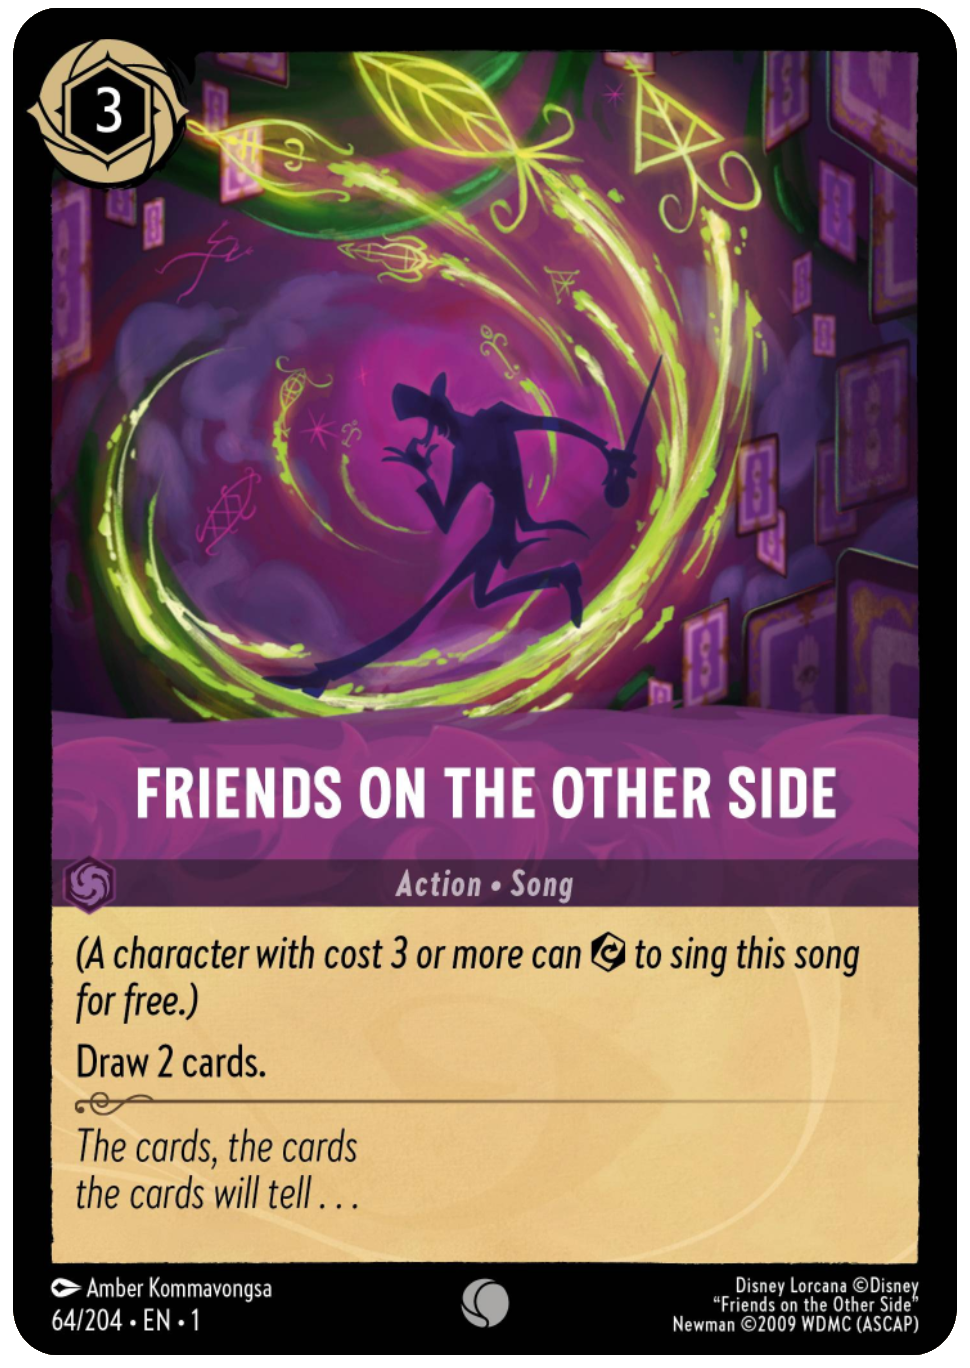 3
FRIENDS ON THE OTHER SIDE
Action • Song
(A character with cost 3 or more can to sing this song
for free.)
Draw 2 cards.
The cards, the cards
the cards will tell . . .
Amber Kommavongsa
64/204 • EN • 1
Disney Lorcana ©Disney
“Friends on the Other Side”
Newman ©2009 WDMC (ASCAP)